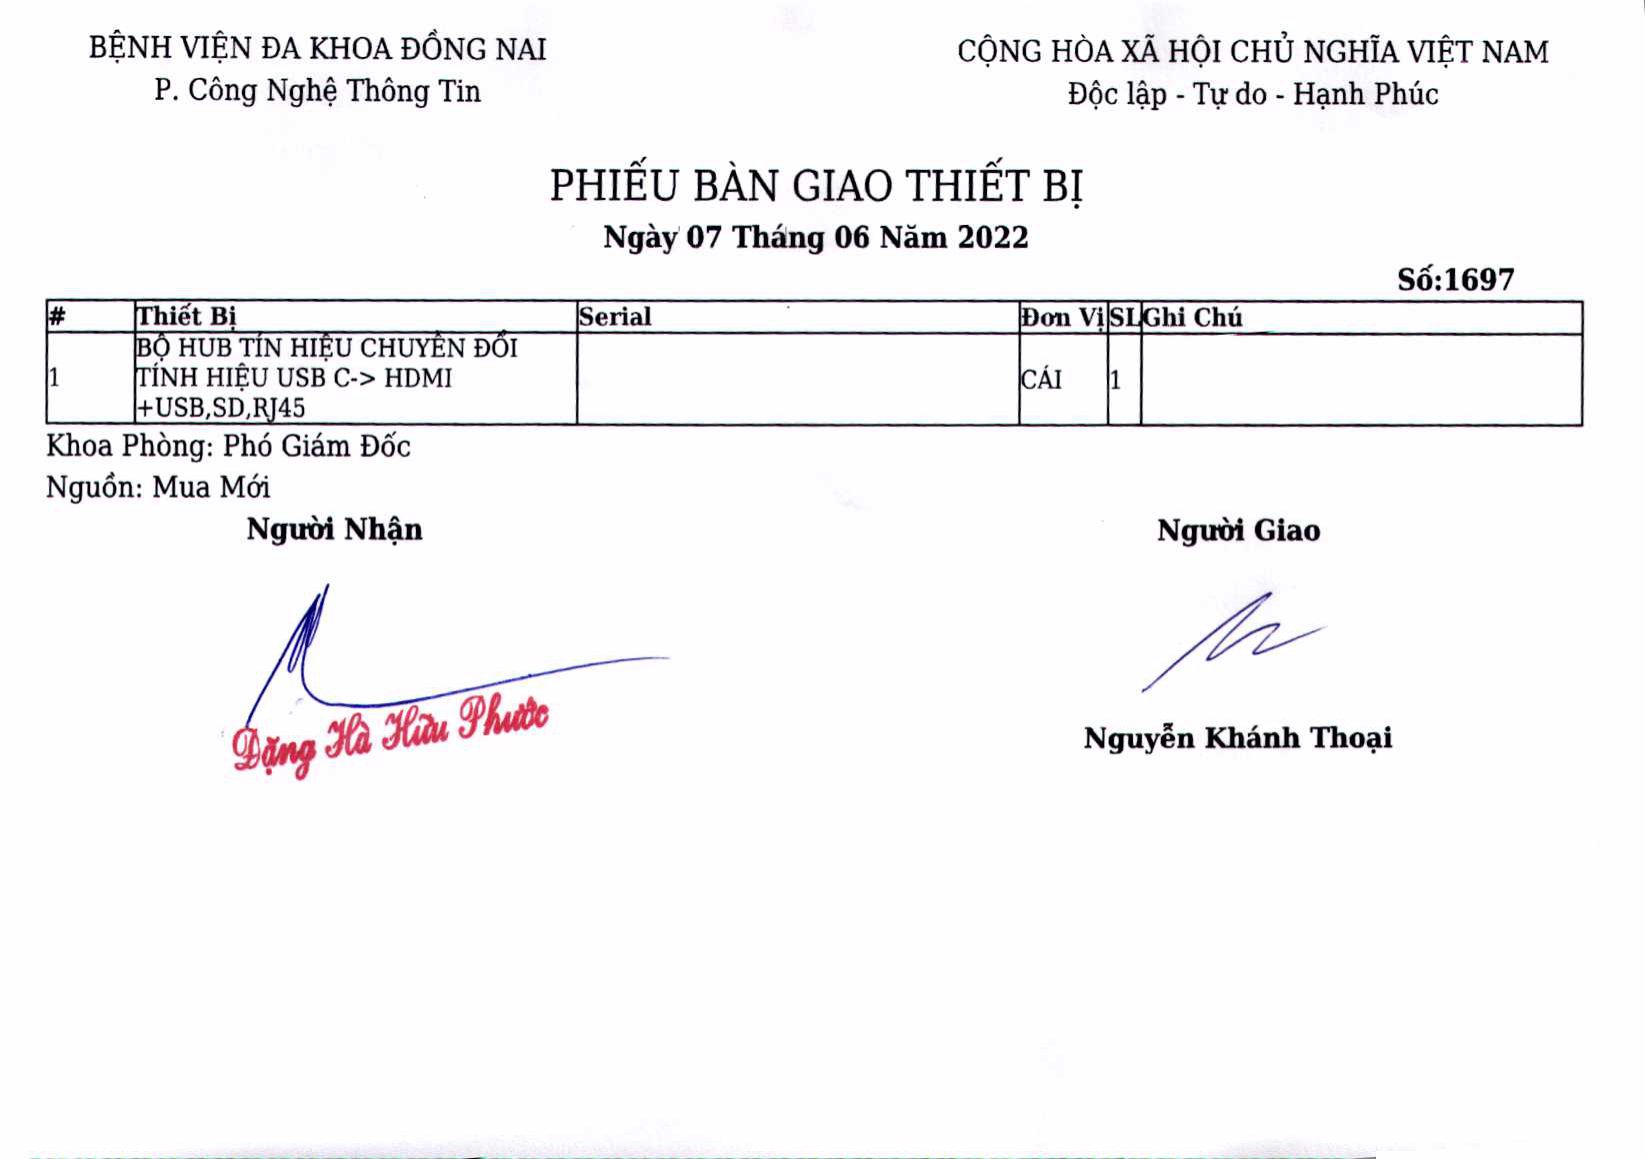 BỆNH VIỆN ĐA KHOA ĐỒNG NAI
P. Công Nghệ Thông Tin
CỘNG HÒA XÃ HỘI CHỦ NGHĨA VIỆT NAM
Độc lập - Tự do - Hạnh Phúc
PHIẾU BÀN GIAO THIẾT BỊ
Ngày 07 Tháng 06 Năm 2022
Số:1697
# Thiết Bị Serial Đơn Vị SL Ghi Chú
1 BỘ HUB TÍN HIỆU CHUYỂN ĐỔI
TÍNH HIỆU USB C-> HDMI
+USB,SD,RJ45 CÁI 1
Khoa Phòng: Phó Giám Đốc
Nguồn: Mua Mới
Người Nhận Người Giao
Đặng Hà Hữu Phước
Nguyễn Khánh Thoại